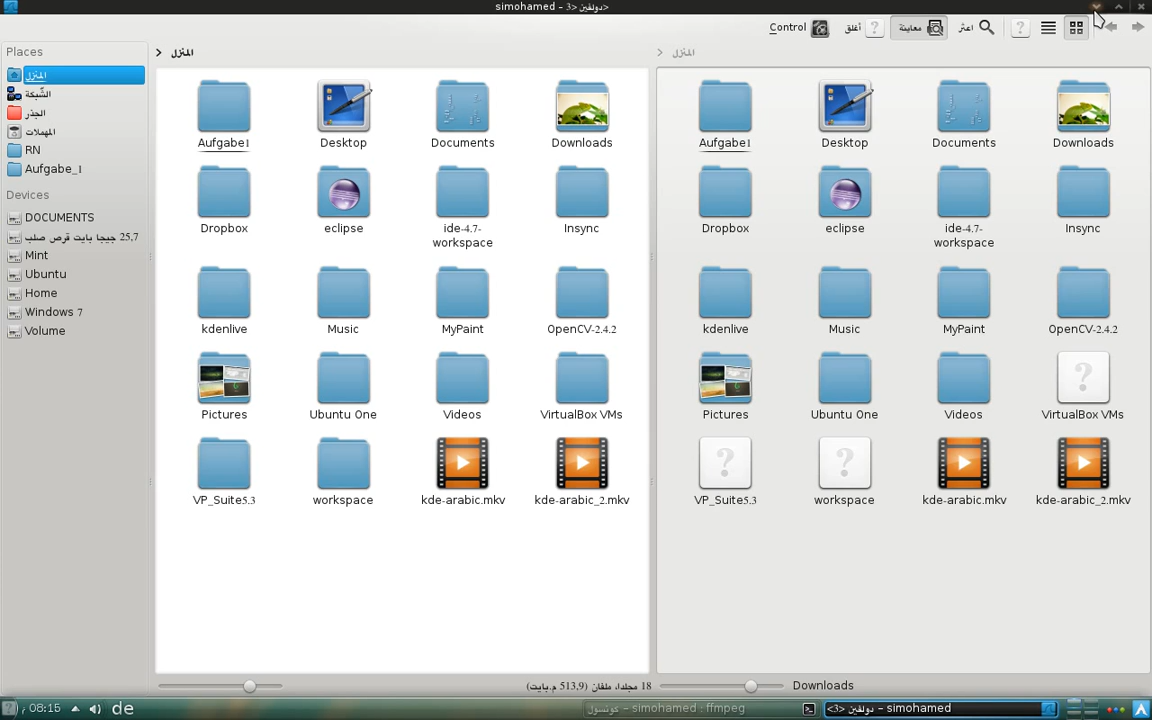 simohamed - دولفين <3>
Control
أغلق
معاينة
اعثر
Places
المنزل
الشّبكة
الجذر
المهملات
RN
Aufgabe_1
Devices
DOCUMENTS
25,7 جيجا بايت قرص صلب
Mint
Ubuntu
Home
Windows 7
Volume
المنزل
Aufgabe1
Desktop
Documents
Downloads
Dropbox
eclipse
ide-4.7-
workspace
Insync
kdenlive
Music
MyPaint
OpenCV-2.4.2
Pictures
Ubuntu One
Videos
VirtualBox VMs
VP_Suite5.3
workspace
kde-arabic.mkv
kde-arabic_2.mkv
18 مجلدا، ملفان (513,9 م.بايت)
المنزل
Aufgabe1
Desktop
Documents
Downloads
Dropbox
eclipse
ide-4.7-
workspace
Insync
kdenlive
Music
MyPaint
OpenCV-2.4.2
Pictures
Ubuntu One
Videos
VirtualBox VMs
VP_Suite5.3
workspace
kde-arabic.mkv
kde-arabic_2.mkv
Downloads
08:15 م
de
كونسول - simohamed : ffmpeg
دولفين <3> - simohamed